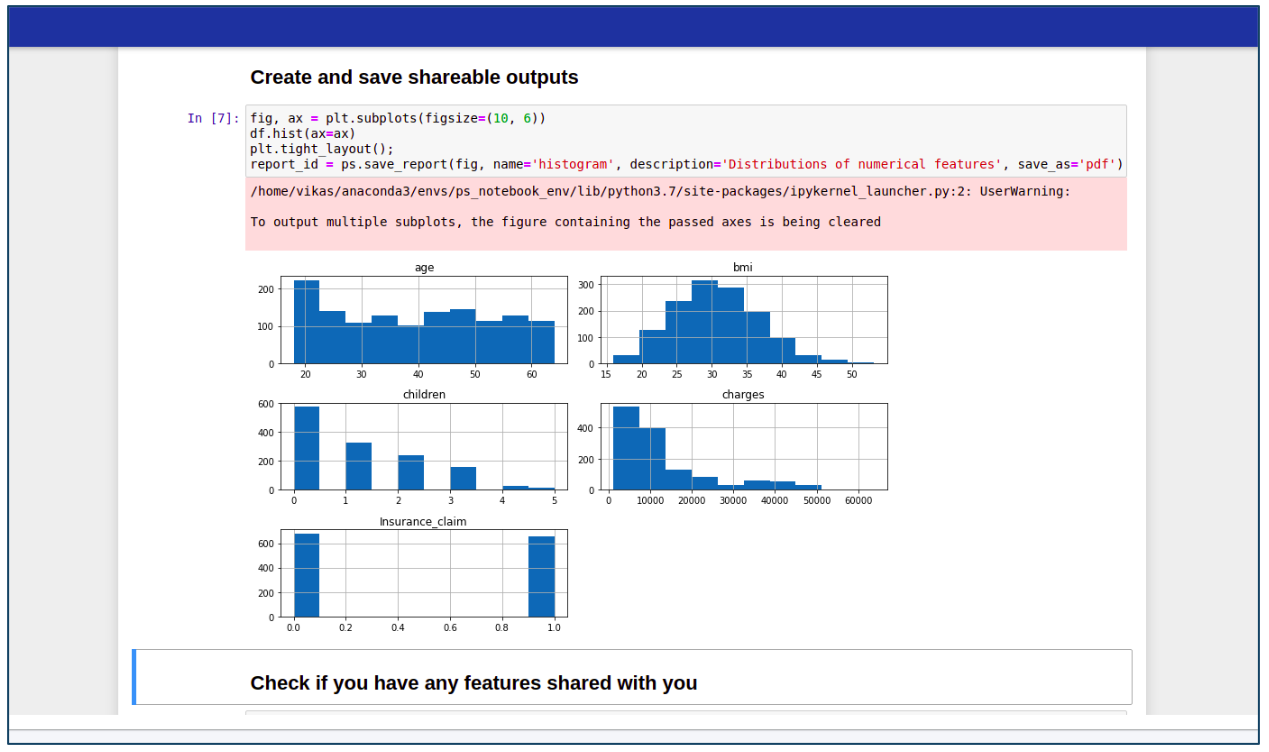 Create and save shareable outputs
In [7]: fig, ax = plt.subplots(figsize=(10, 6))
df.hist(ax=ax)
plt.tight_layout();
report_id = ps.save_report(fig, name='histogram', description='Distributions of numerical features', save_as='pdf')
/home/vikas/anaconda3/envs/ps_notebook_env/lib/python3.7/site-packages/ipykernel_launcher.py:2: UserWarning:
To output multiple subplots, the figure containing the passed axes is being cleared
age
200
100
0
20 30 40 50 60
bmi
300
200
100
0
15 20 25 30 35 40 45 50
children
600
400
200
0
0 1 2 3 4 5
charges
400
200
0
0 10000 20000 30000 40000 50000 60000
Insurance_claim
600
400
200
0
0.0 0.2 0.4 0.6 0.8 1.0
Check if you have any features shared with you